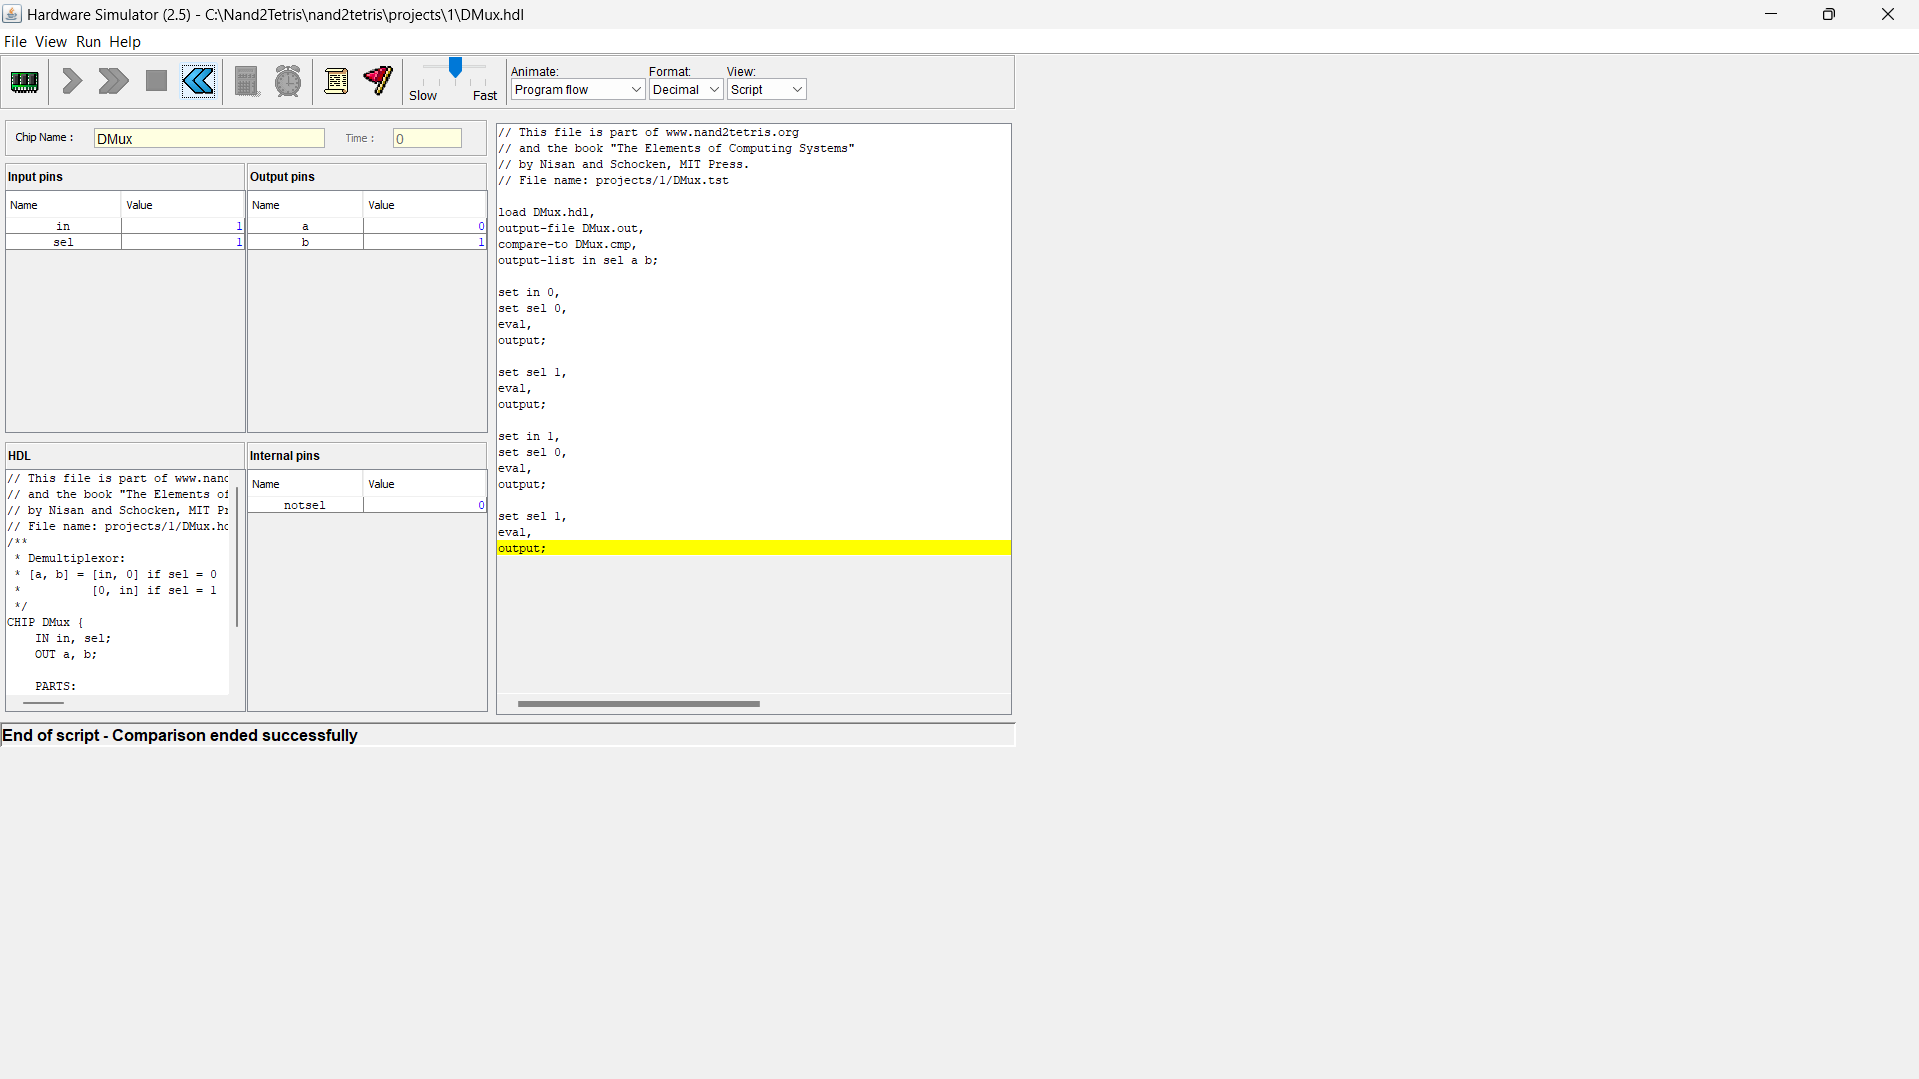 Hardware Simulator (2.5) - C:\Nand2Tetris\nand2tetris\projects\1\DMux.hdl
File View Run Help
Slow Fast
Animate:
Program flow
Format:
Decimal
View:
Script
Chip Name :
DMux
Time :
0
Input pins
Name Value
in 1
sel 1
Output pins
Name Value
a 0
b 1
HDL
// This file is part of www.nand
// and the book "The Elements of
// by Nisan and Schocken, MIT Pr
// File name: projects/1/DMux.hd
/**
* Demultiplexor:
* [a, b] = [in, 0] if sel = 0
* [0, in] if sel = 1
*/
CHIP DMux {
IN in, sel;
OUT a, b;
PARTS:
Internal pins
Name Value
notsel 0
// This file is part of www.nand2tetris.org
// and the book "The Elements of Computing Systems"
// by Nisan and Schocken, MIT Press.
// File name: projects/1/DMux.tst
load DMux.hdl,
output-file DMux.out,
compare-to DMux.cmp,
output-list in sel a b;
set in 0,
set sel 0,
eval,
output;
set sel 1,
eval,
output;
set in 1,
set sel 0,
eval,
output;
set sel 1,
eval,
output;
End of script - Comparison ended successfully